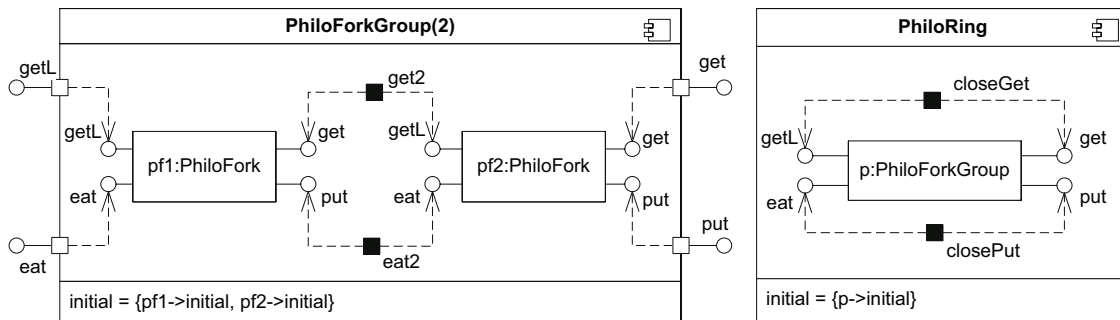 PhiloForkGroup(2)
getL
get2
get
getL
get
getL
get
pf1:PhiloFork
pf2:PhiloFork
eat
put
eat
put
eat
eat2
put
initial = {pf1->initial, pf2->initial}
PhiloRing
closeGet
getL
get
p:PhiloForkGroup
eat
put
closePut
initial = {p->initial}